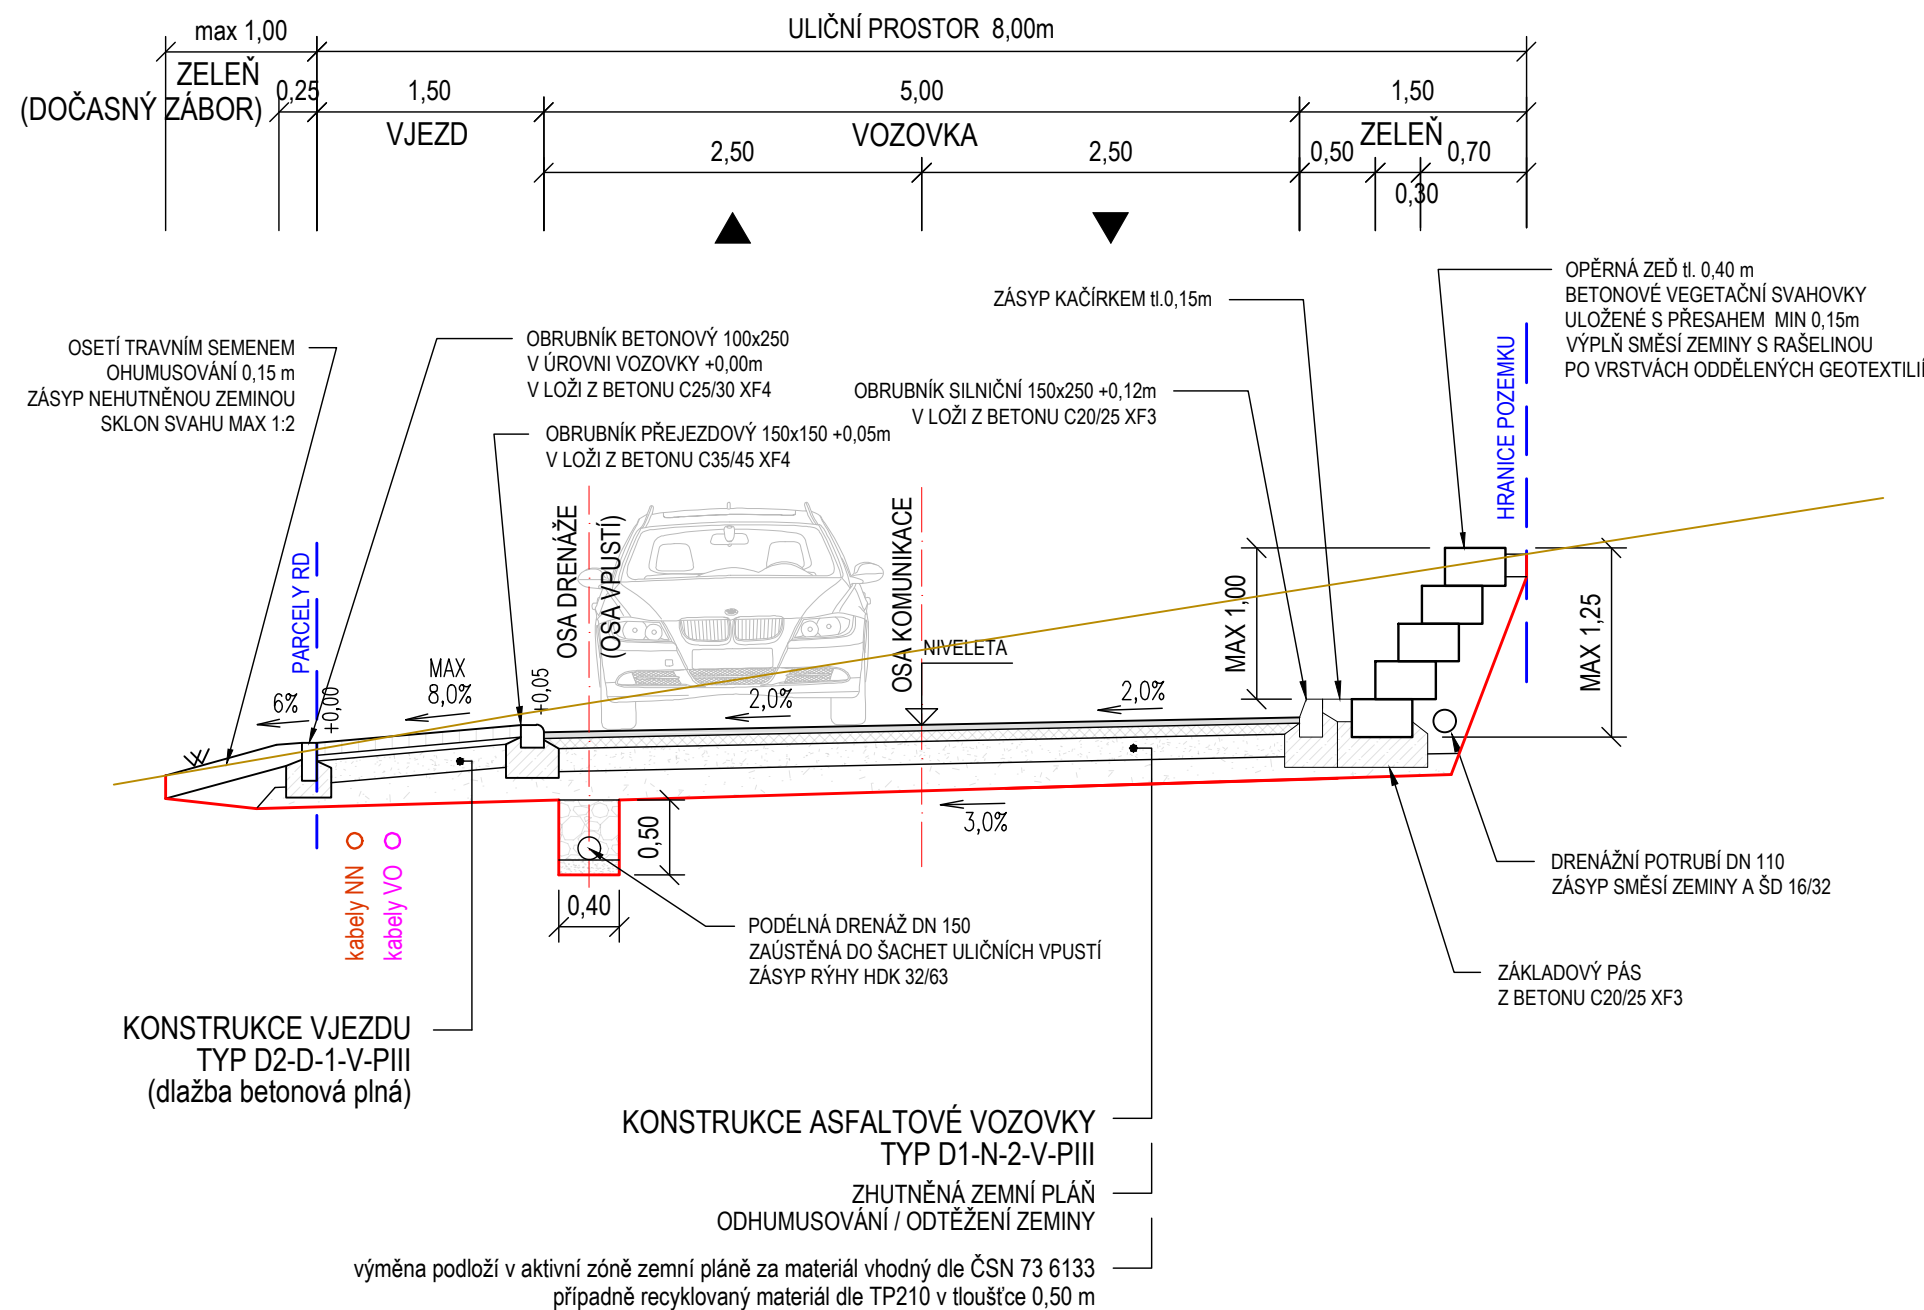 max 1,00
ULIČNÍ PROSTOR 8,00m
ZELEŇ
(DOČASNÝ ZÁBOR)
0,25
1,50
VJEZD
5,00
VOZOVKA
1,50
ZELEŇ
2,50
2,50
0,50
0,70
0,30
OPĚRNÁ ZEĎ tl. 0,40 m
BETONOVÉ VEGETAČNÍ SVAHOVKY
ULOŽENÉ S PŘESAHEM MIN 0,15m
VÝPLŇ SMĚSÍ ZEMINY S RAŠELINOU
PO VRSTVÁCH ODDĚLENÝCH GEOTEXTILIÍ
ZÁSYP KAČÍRKEM tl.0,15m
OSETÍ TRAVNÍM SEMENEM
OHUMUSOVÁNÍ 0,15 m
ZÁSYP NEHUTNĚNOU ZEMINOU
SKLON SVAHU MAX 1:2
OBRUBNÍK BETONOVÝ 100x250
V ÚROVNI VOZOVKY +0,00m
V LOŽI Z BETONU C25/30 XF4
OBRUBNÍK SILNIČNÍ 150x250 +0,12m
V LOŽI Z BETONU C20/25 XF3
OBRUBNÍK PŘEJEZDOVÝ 150x150 +0,05m
V LOŽI Z BETONU C35/45 XF4
HRANICE POZEMKU
PARCELY RD
OSA DRENÁŽE
(OSA VPUSTÍ)
OSA KOMUNIKACE
NIVELETA
MAX 1,00
MAX 1,25
6%
+0,00
MAX
8,0%
+0,05
2,0%
2,0%
3,0%
0,50
0,40
kabely NN
kabely VO
DRENÁŽNÍ POTRUBÍ DN 110
ZÁSYP SMĚSÍ ZEMINY A ŠD 16/32
PODÉLNÁ DRENÁŽ DN 150
ZAÚSTĚNÁ DO ŠACHET ULIČNÍCH VPUSTÍ
ZÁSYP RÝHY HDK 32/63
ZÁKLADOVÝ PÁS
Z BETONU C20/25 XF3
KONSTRUKCE VJEZDU
TYP D2-D-1-V-PIII
(dlažba betonová plná)
KONSTRUKCE ASFALTOVÉ VOZOVKY
TYP D1-N-2-V-PIII
ZHUTNĚNÁ ZEMNÍ PLÁŇ
ODHUMUSOVÁNÍ / ODTĚŽENÍ ZEMINY
výměna podloží v aktivní zóně zemní pláně za materiál vhodný dle ČSN 73 6133
případně recyklovaný materiál dle TP210 v tloušťce 0,50 m